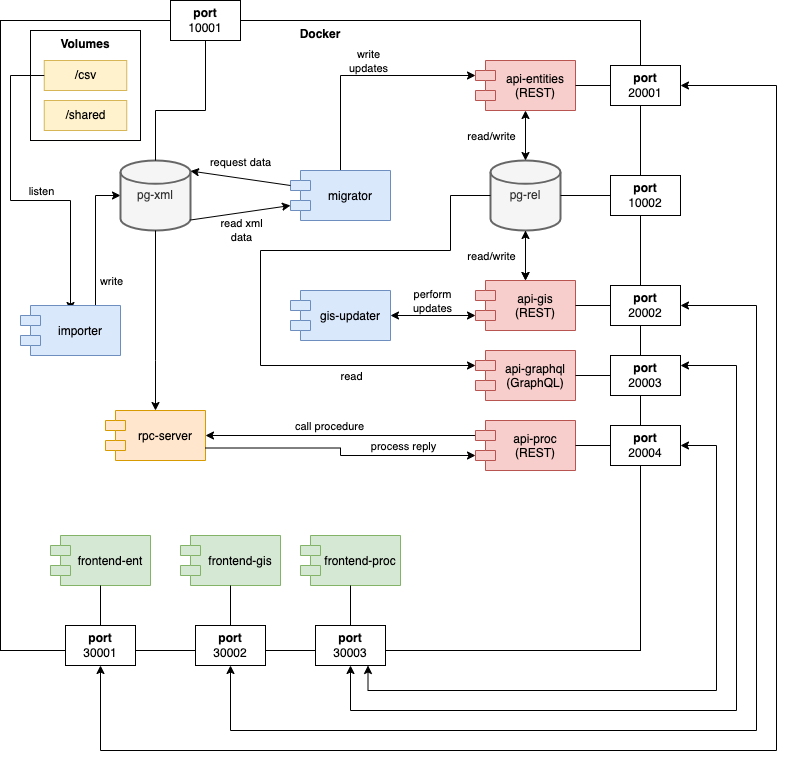 port
10001
Docker
Volumes
/csv
/shared
write
updates
api-entities
(REST)
port
20001
read/write
request data
pg-xml
migrator
pg-rel
port
10002
listen
read xml
data
read/write
write
importer
gis-updater
perform
updates
api-gis
(REST)
port
20002
read
api-graphql
(GraphQL)
port
20003
rpc-server
call procedure
process reply
api-proc
(REST)
port
20004
frontend-ent
frontend-gis
frontend-proc
port
30001
port
30002
port
30003